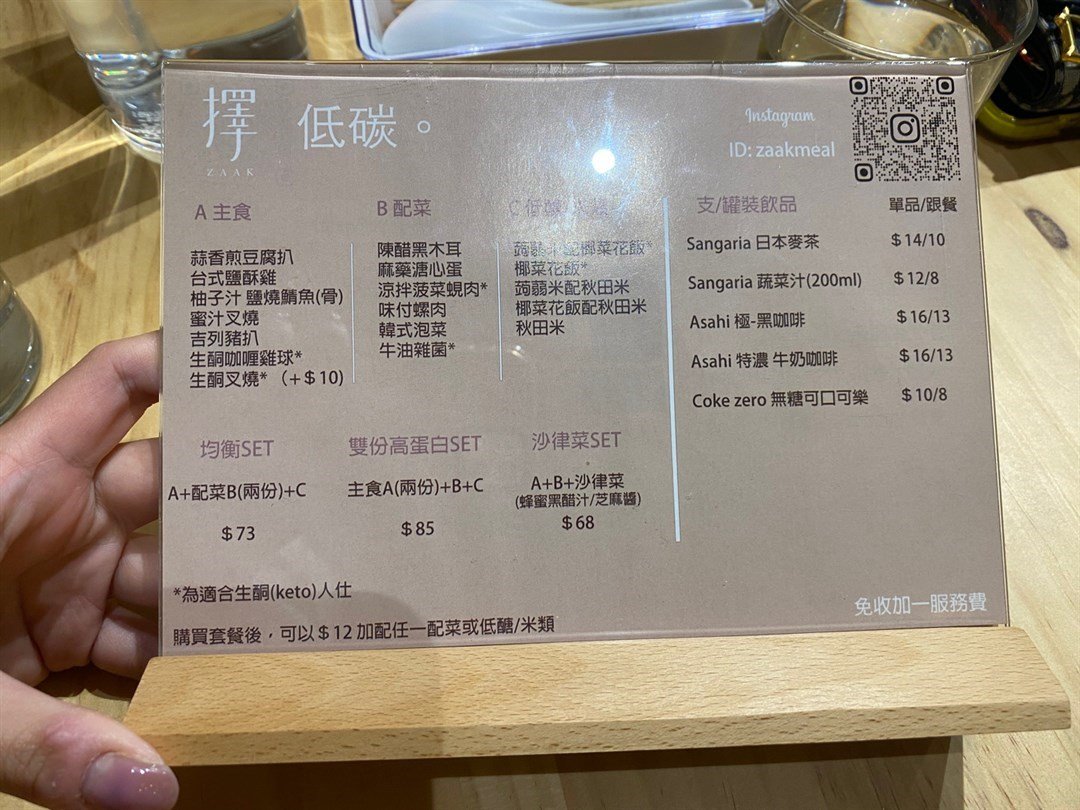 擇
ZAAK
低碳。
Instagram
ID: zaakmeal
A 主食
蒜香煎豆腐扒
台式鹽酥雞
柚子汁 鹽燒鯖魚(骨)
蜜汁叉燒
吉列豬扒
生酮咖喱雞球*
生酮叉燒* （+$10)
B 配菜
陳醋黑木耳
麻藥溏心蛋
涼拌菠菜蜆肉*
味付螺肉
韓式泡菜
牛油雜菌*
C 低醣
蒟蒻米配椰菜花飯*
椰菜花飯*
蒟蒻米配秋田米
椰菜花飯配秋田米
秋田米
支/罐裝飲品 單品/跟餐
Sangaria 日本麥茶 $14/10
Sangaria 蔬菜汁(200ml) $12/8
Asahi 極-黑咖啡 $16/13
Asahi 特濃 牛奶咖啡 $16/13
Coke zero 無糖可口可樂 $10/8
均衡SET
A+配菜B(兩份)+C
$73
雙份高蛋白SET
主食A(兩份)+B+C
$85
沙律菜SET
A+B+沙律菜
(蜂蜜黑醋汁/芝麻醬)
$68
*為適合生酮(keto)人仕
購買套餐後，可以$12 加配任一配菜或低醣/米類
免收加一服務費